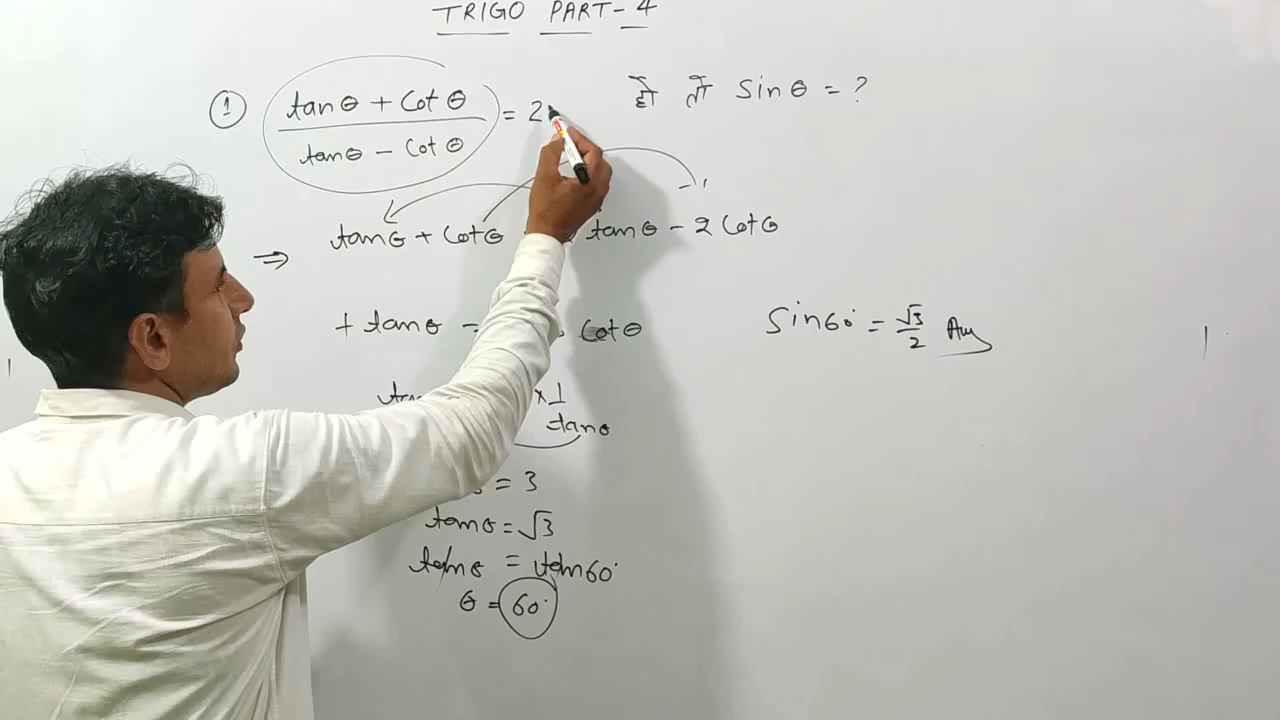 TRIGO PART-4
① tanθ + Cotθ / tanθ - Cotθ = 2 हो तो Sinθ = ?
⇒ tanθ + Cotθ tanθ - 2 Cotθ
+ tanθ = Cotθ
Sin60° = √3/2 Ans
× 1/tanθ
= 3
tanθ = √3
tanθ = tan60°
θ = 60°